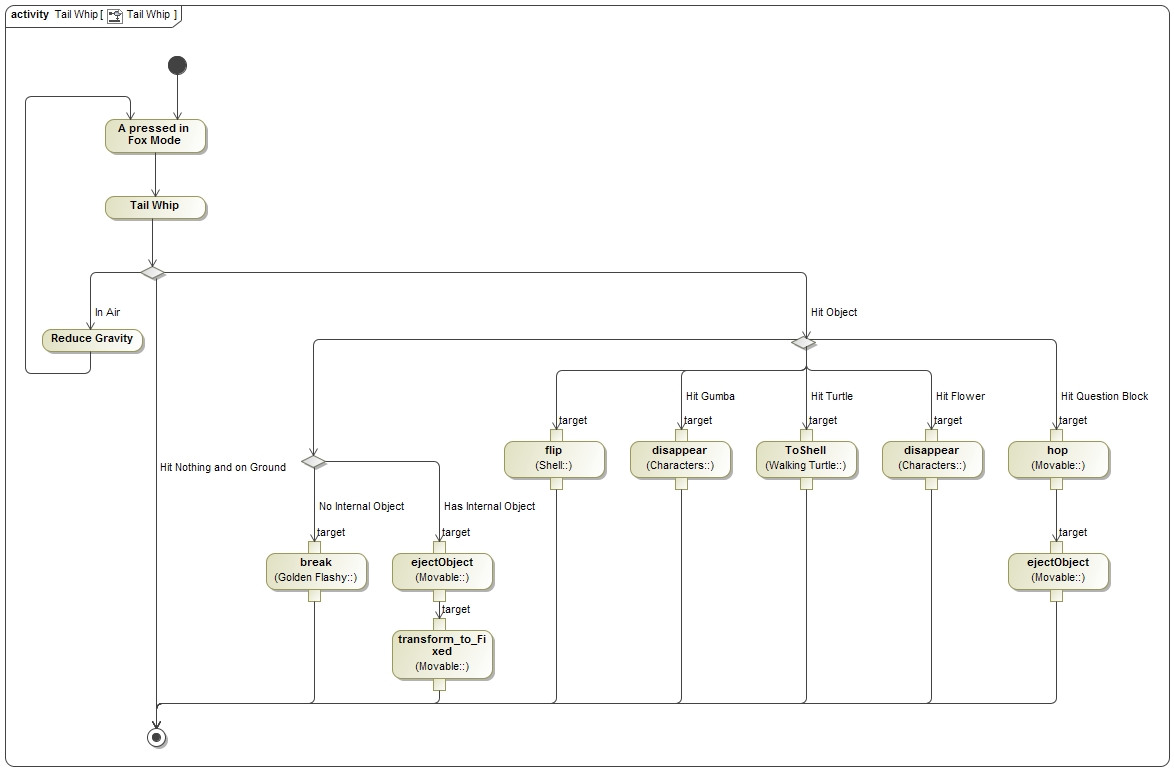 activity Tail Whip [ Tail Whip ]
A pressed in
Fox Mode
Tail Whip
In Air
Hit Object
Reduce Gravity
Hit Gumba
Hit Turtle
Hit Flower
Hit Question Block
target
target
target
target
target
flip
(Shell::)
disappear
(Characters::)
ToShell
(Walking Turtle::)
disappear
(Characters::)
hop
(Movable::)
Hit Nothing and on Ground
No Internal Object
Has Internal Object
target
target
target
break
(Golden Flashy::)
ejectObject
(Movable::)
ejectObject
(Movable::)
target
transform_to_Fi
xed
(Movable::)